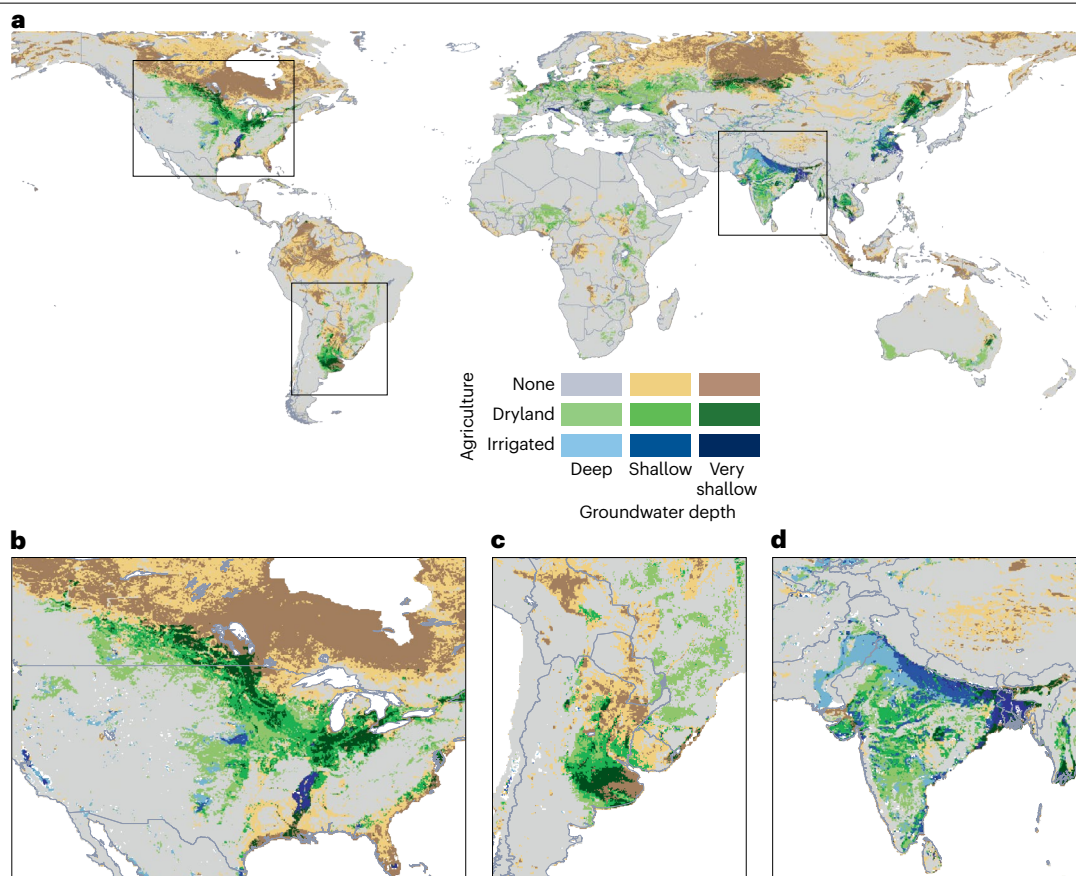 a
None
Dryland
Irrigated
Agriculture
Deep
Shallow
Very
shallow
Groundwater depth
b
c
d